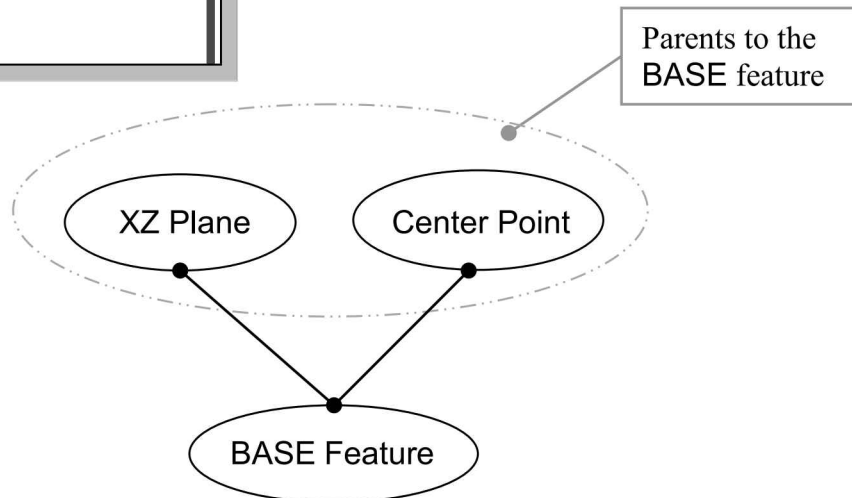 Parents to the
BASE feature
XZ Plane
Center Point
BASE Feature